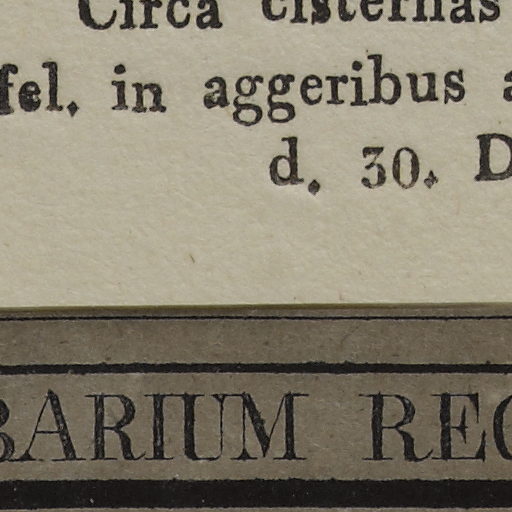 Circa cisternas
fel. in aggeribus a
d. 30. D
BARIUM REG